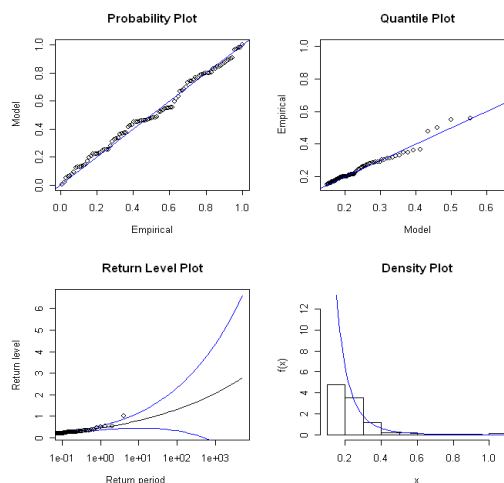 Probability Plot
Model
0.0 0.2 0.4 0.6 0.8 1.0
0.0 0.2 0.4 0.6 0.8 1.0
Empirical
Quantile Plot
Empirical
0.2 0.4 0.6 0.8 1.0
0.2 0.3 0.4 0.5 0.6
Model
Return Level Plot
Return level
0 1 2 3 4 5 6
1e-01 1e+00 1e+01 1e+02 1e+03
Return period
Density Plot
f(x)
0 2 4 6 8 12
0.2 0.4 0.6 0.8 1.0
x